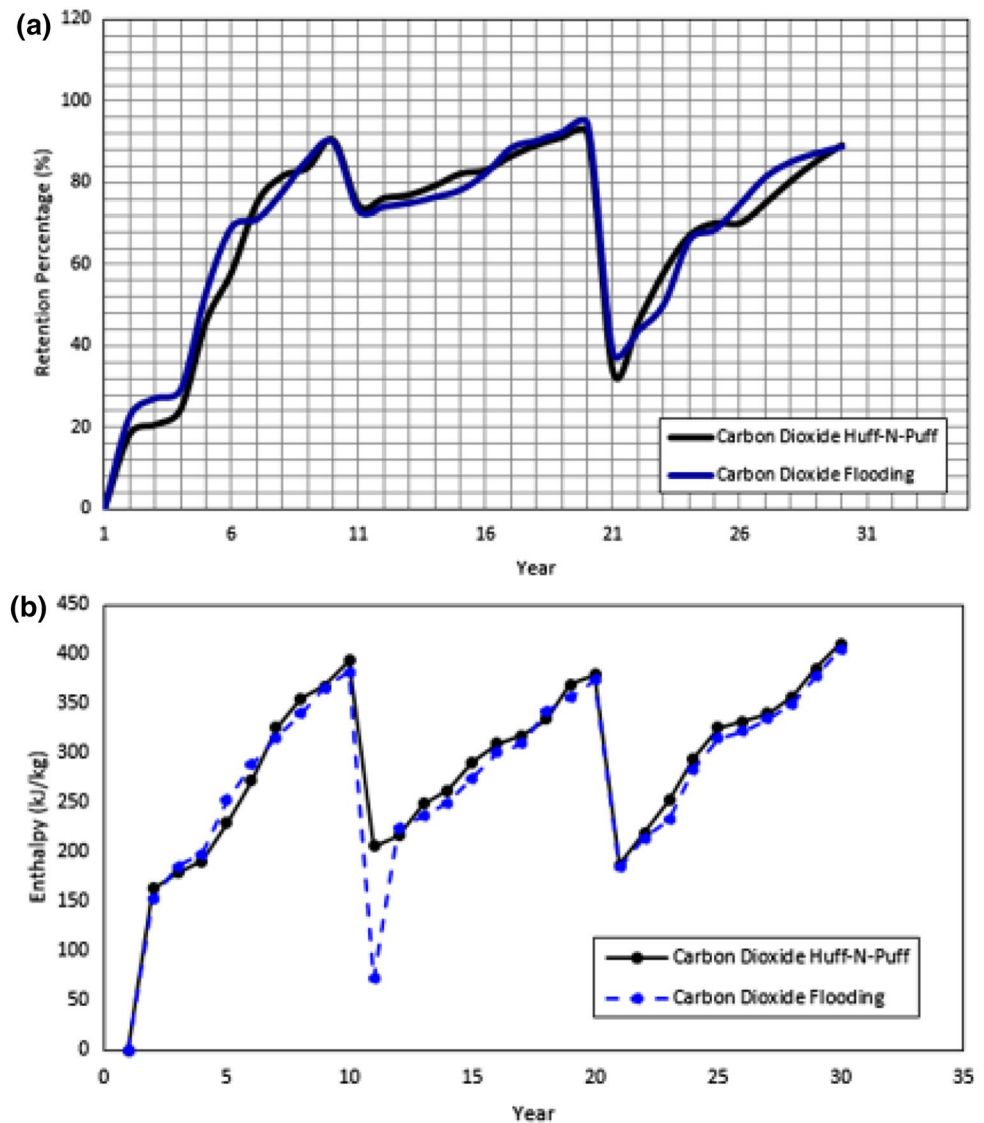 (a)
120
100
80
60
40
20
0
Retention Percentage (%)
1 6 11 16 21 26 31
Year
Carbon Dioxide Huff-N-Puff
Carbon Dioxide Flooding
(b)
450
400
350
300
250
200
150
100
50
0
Enthalpy (kJ/kg)
0 5 10 15 20 25 30 35
Year
Carbon Dioxide Huff-N-Puff
Carbon Dioxide Flooding